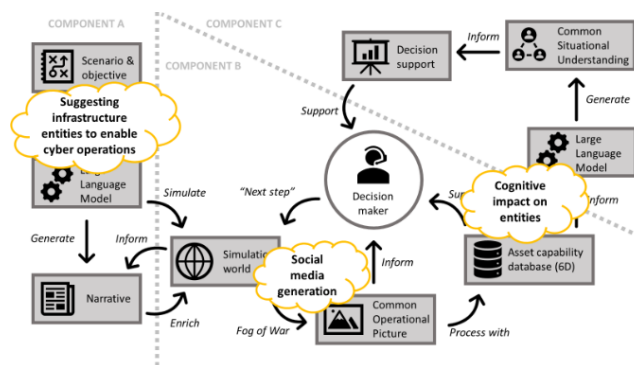 COMPONENT A
COMPONENT C
COMPONENT B
Scenario &
objective
Suggesting
infrastructure
entities to enable
cyber operations
Language
Model
Simulate
Generate
Inform
Narrative
Enrich
Simulation
world
"Next step"
Social
media
generation
Fog of War
Common
Operational
Picture
Inform
Decision
maker
Support
Decision
support
Inform
Common
Situational
Understanding
Generate
Large
Language
Model
Cognitive
impact on
entities
Asset capability
database (6D)
Process with